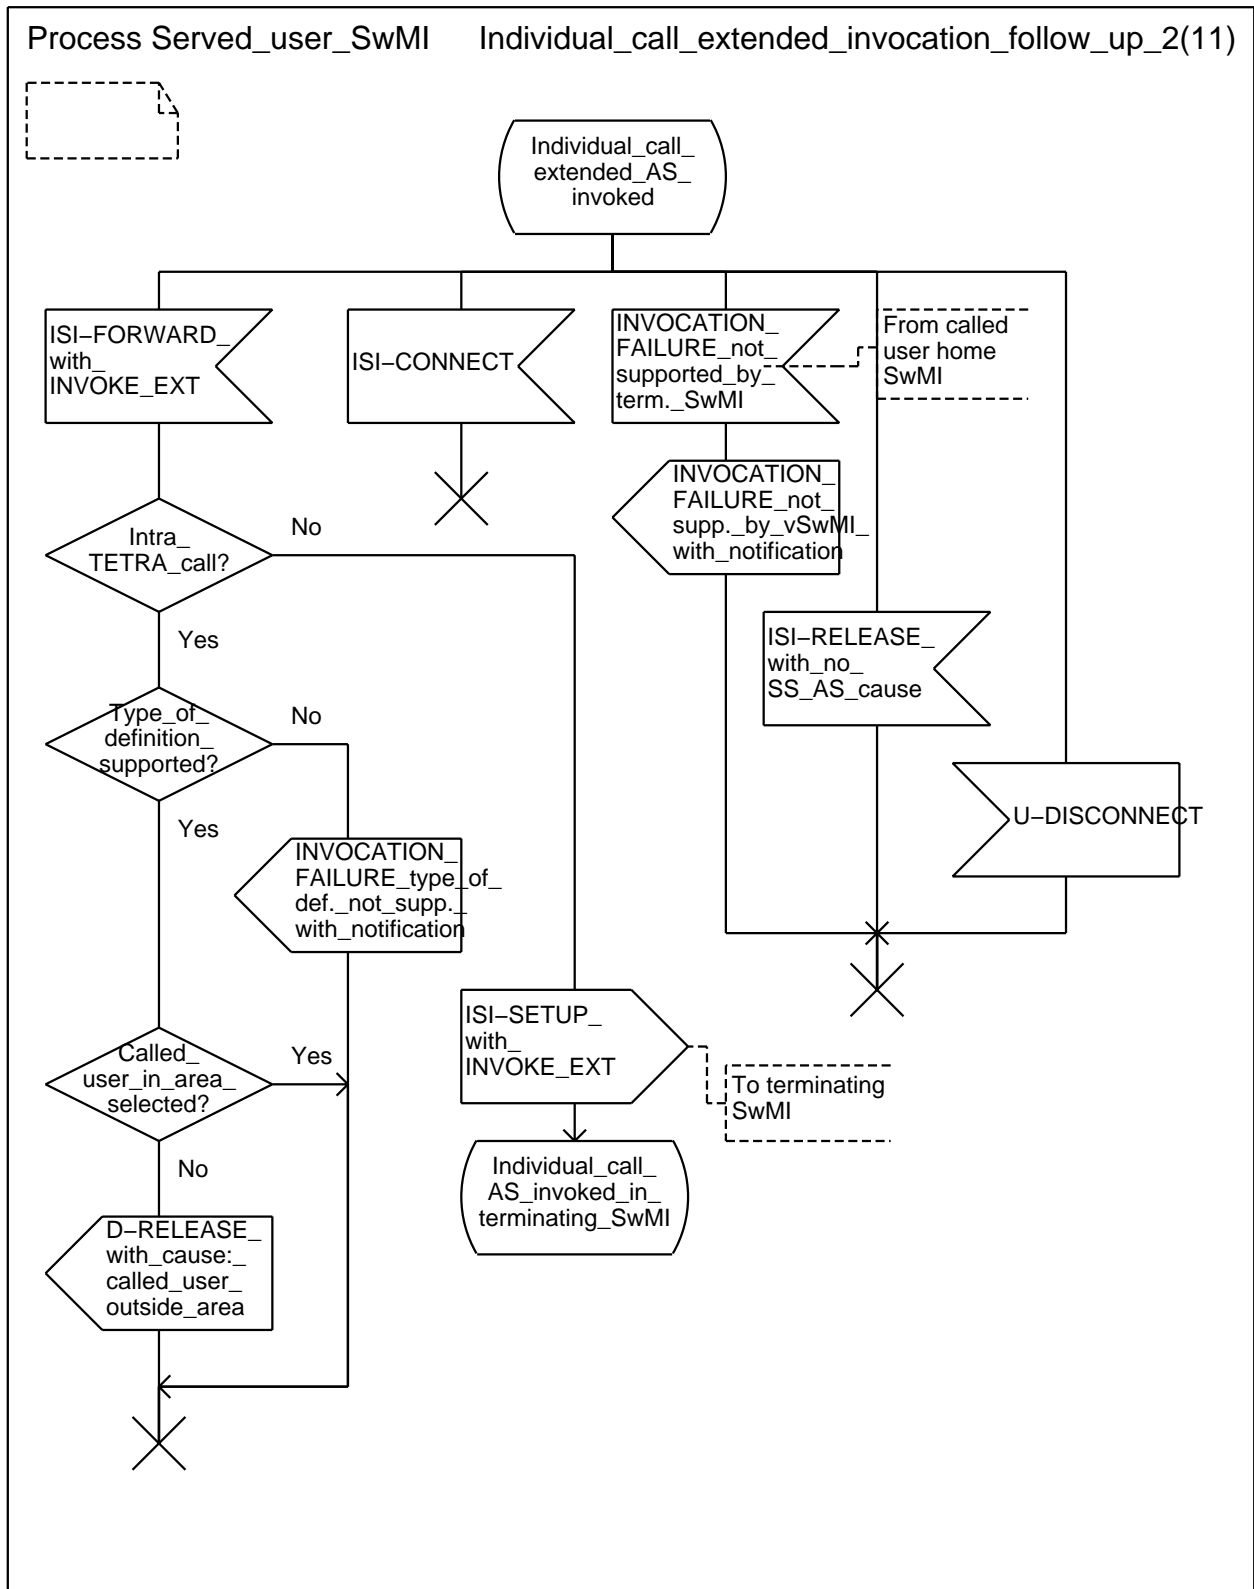 Process Served_user_SwMI Individual_call_extended_invocation_follow_up_2(11)
Individual_call_
extended_AS_
invoked
ISI−FORWARD_
with_
INVOKE_EXT
ISI−CONNECT
INVOCATION_
FAILURE_not_
supported_by_
term._SwMI
From called
user home
SwMI
INVOCATION_
FAILURE_not_
supp._by_vSwMI_
with_notification
Intra_
TETRA_call?
No
Yes
ISI−RELEASE_
with_no_
SS_AS_cause
Type_of_
definition_
supported?
No
Yes
U−DISCONNECT
INVOCATION_
FAILURE_type_of_
def._not_supp._
with_notification
ISI−SETUP_
with_
INVOKE_EXT
Called_
user_in_area_
selected?
Yes
No
To terminating
SwMI
Individual_call_
AS_invoked_in_
terminating_SwMI
D−RELEASE_
with_cause:_
called_user_
outside_area